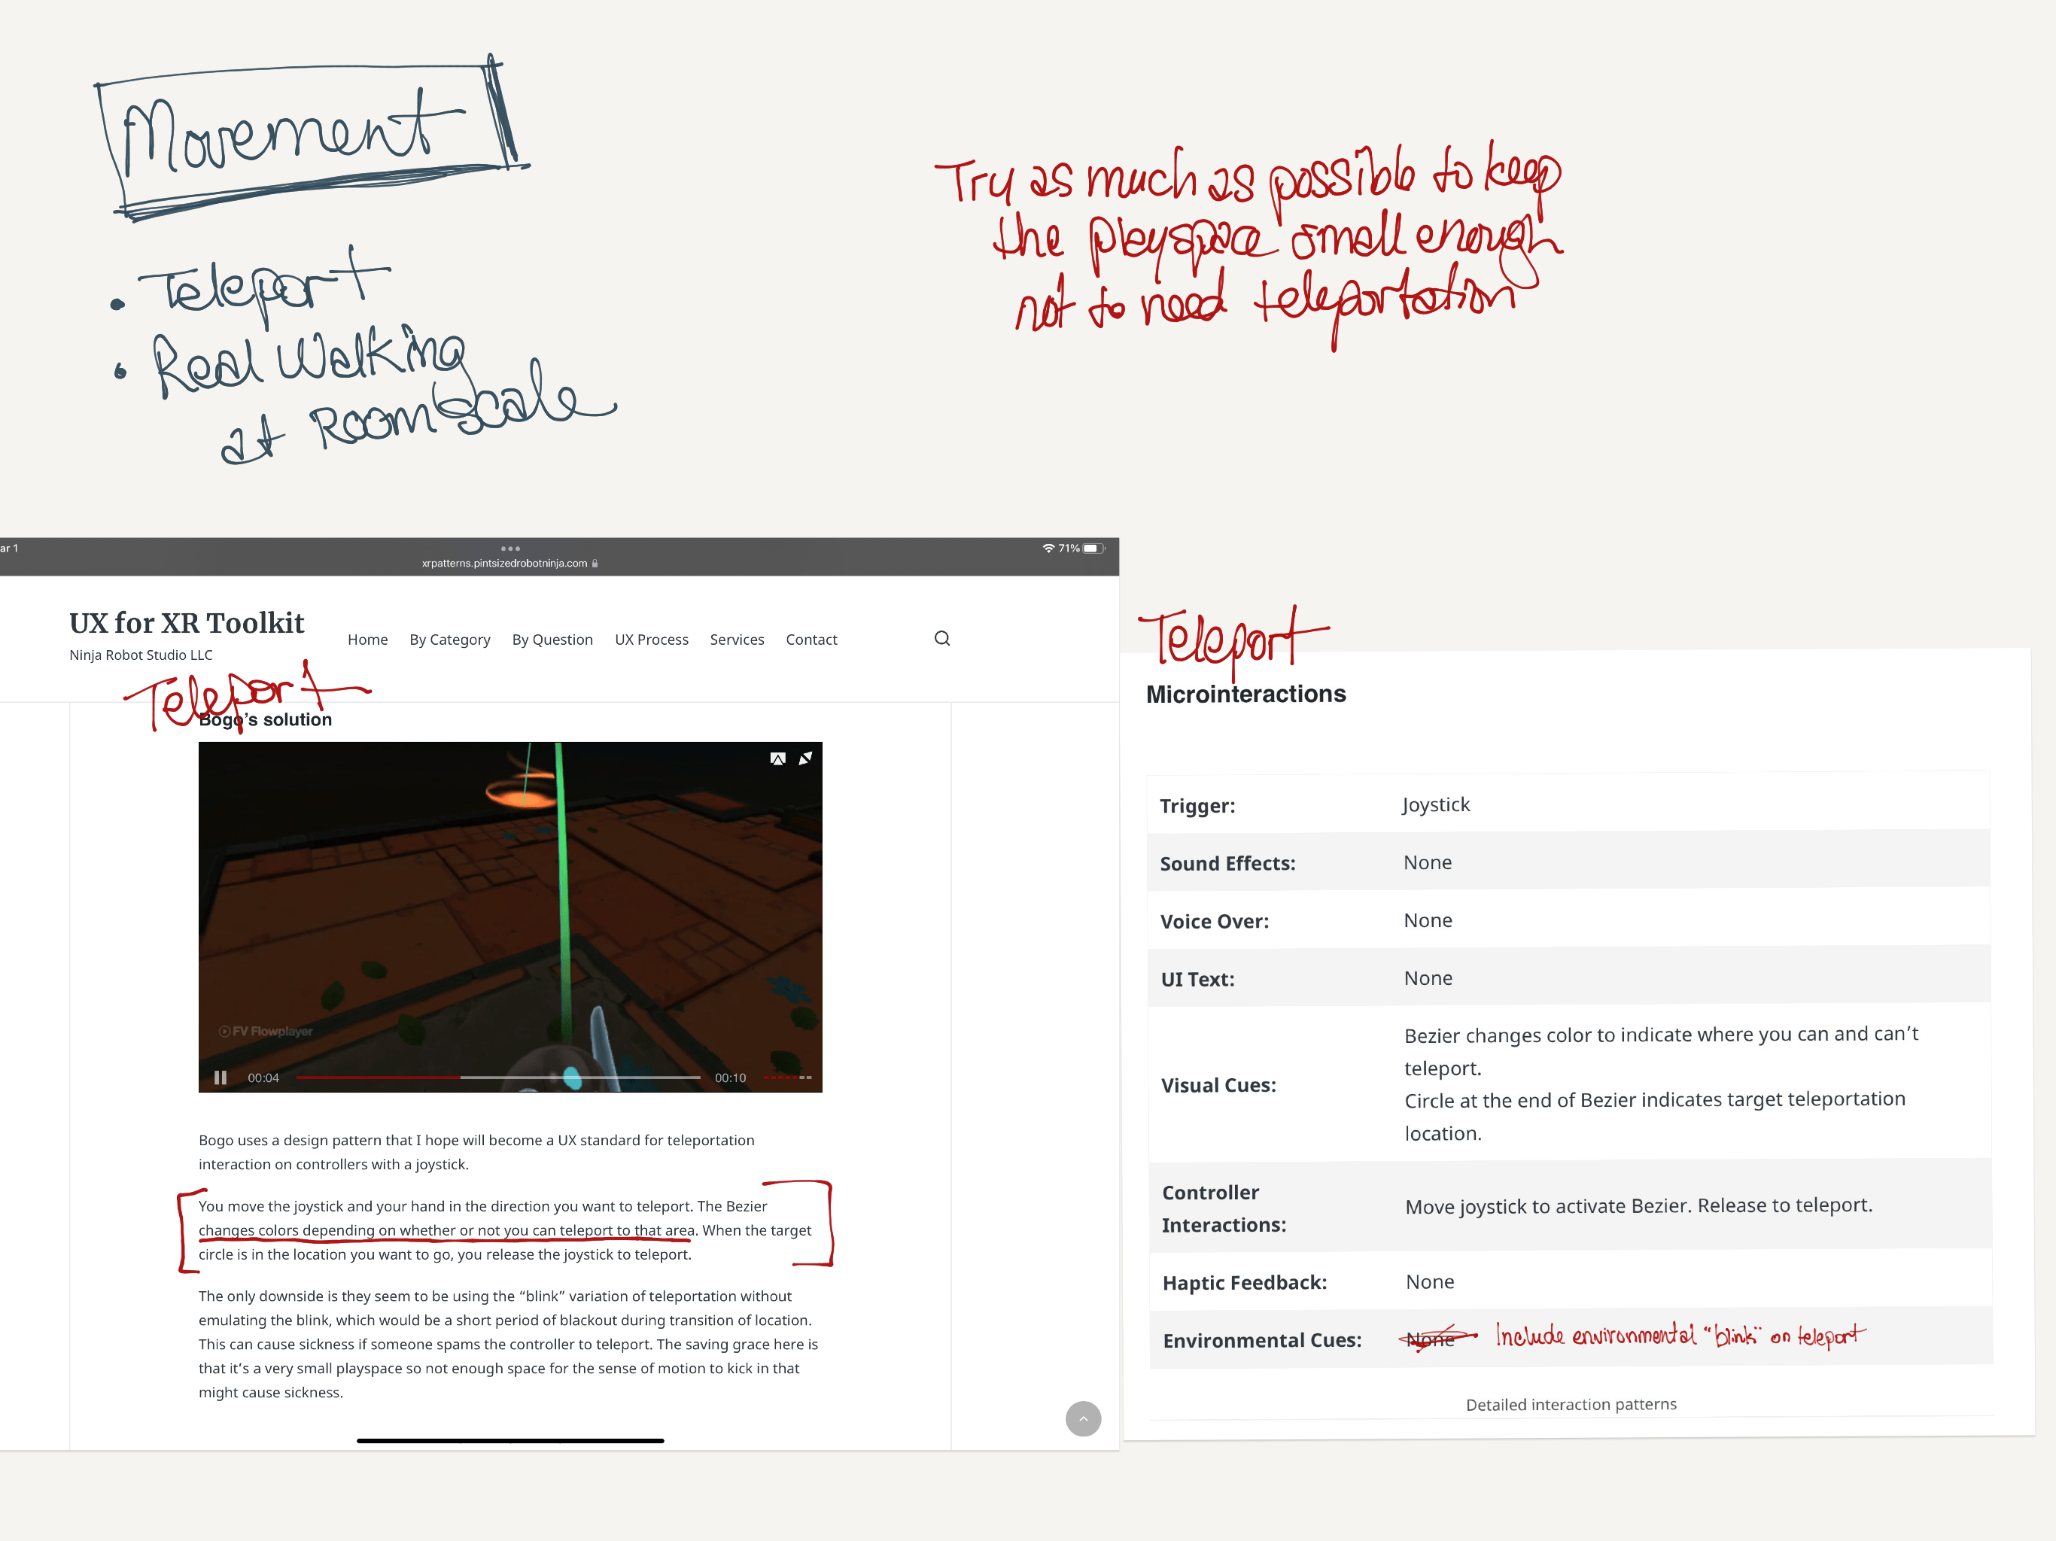 Movement
• Teleport
• Real Walking
at Room Scale
Try as much as possible to keep
the playspace small enough
not to need teleportation
ar 1
71%
xrpatterns.pintsizedrobotninja.com
UX for XR Toolkit
Ninja Robot Studio LLC
Home By Category By Question UX Process Services Contact
Teleport
Bogo's solution
FV Flowplayer
00:04 00:10
Bogo uses a design pattern that I hope will become a UX standard for teleportation
interaction on controllers with a joystick.
You move the joystick and your hand in the direction you want to teleport. The Bezier
changes colors depending on whether or not you can teleport to that area. When the target
circle is in the location you want to go, you release the joystick to teleport.
The only downside is they seem to be using the “blink” variation of teleportation without
emulating the blink, which would be a short period of blackout during transition of location.
This can cause sickness if someone spams the controller to teleport. The saving grace here is
that it’s a very small playspace so not enough space for the sense of motion to kick in that
might cause sickness.
Teleport
Microinteractions
Trigger: Joystick
Sound Effects: None
Voice Over: None
UI Text: None
Visual Cues:
Bezier changes color to indicate where you can and can’t
teleport.
Circle at the end of Bezier indicates target teleportation
location.
Controller
Interactions:
Move joystick to activate Bezier. Release to teleport.
Haptic Feedback: None
Environmental Cues: None Include environmental "blink" on teleport
Detailed interaction patterns